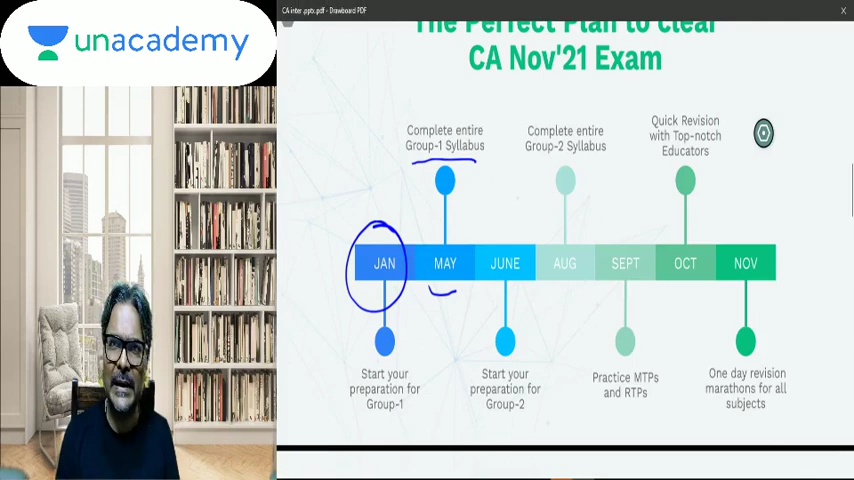 CA inter .pptx.pdf - Drawboard PDF
X
unacademy
The Perfect Plan to Clear
CA Nov'21 Exam
Complete entire
Group-1 Syllabus
Complete entire
Group-2 Syllabus
Quick Revision
with Top-notch
Educators
JAN
MAY
JUNE
AUG
SEPT
OCT
NOV
Start your
preparation for
Group-1
Start your
preparation for
Group-2
Practice MTPs
and RTPs
One day revision
marathons for all
subjects